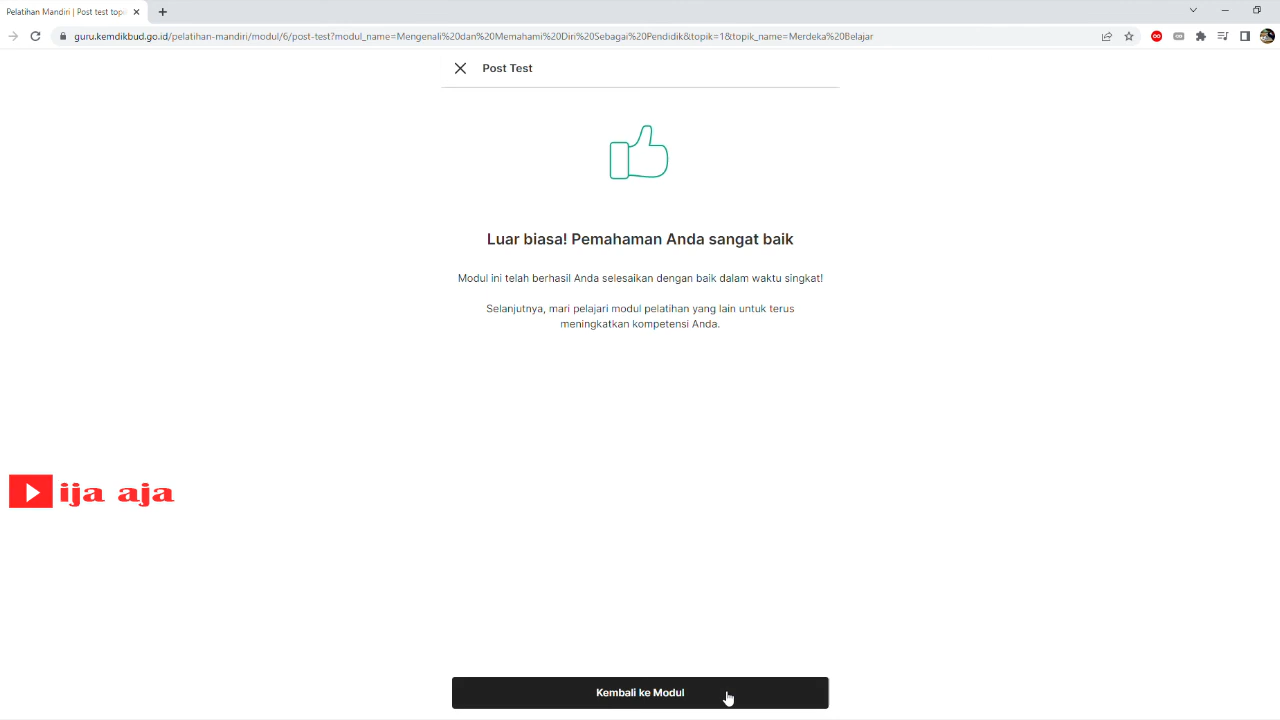 Pelatihan Mandiri | Post test topi
guru.kemdikbud.go.id/pelatihan-mandiri/modul/6/post-test?modul_name=Mengenali%20dan%20Memahami%20Diri%20Sebagai%20Pendidik&topik=1&topik_name=Merdeka%20Belajar
Post Test
Luar biasa! Pemahaman Anda sangat baik
Modul ini telah berhasil Anda selesaikan dengan baik dalam waktu singkat!
Selanjutnya, mari pelajari modul pelatihan yang lain untuk terus
meningkatkan kompetensi Anda.
ija aja
Kembali ke Modul